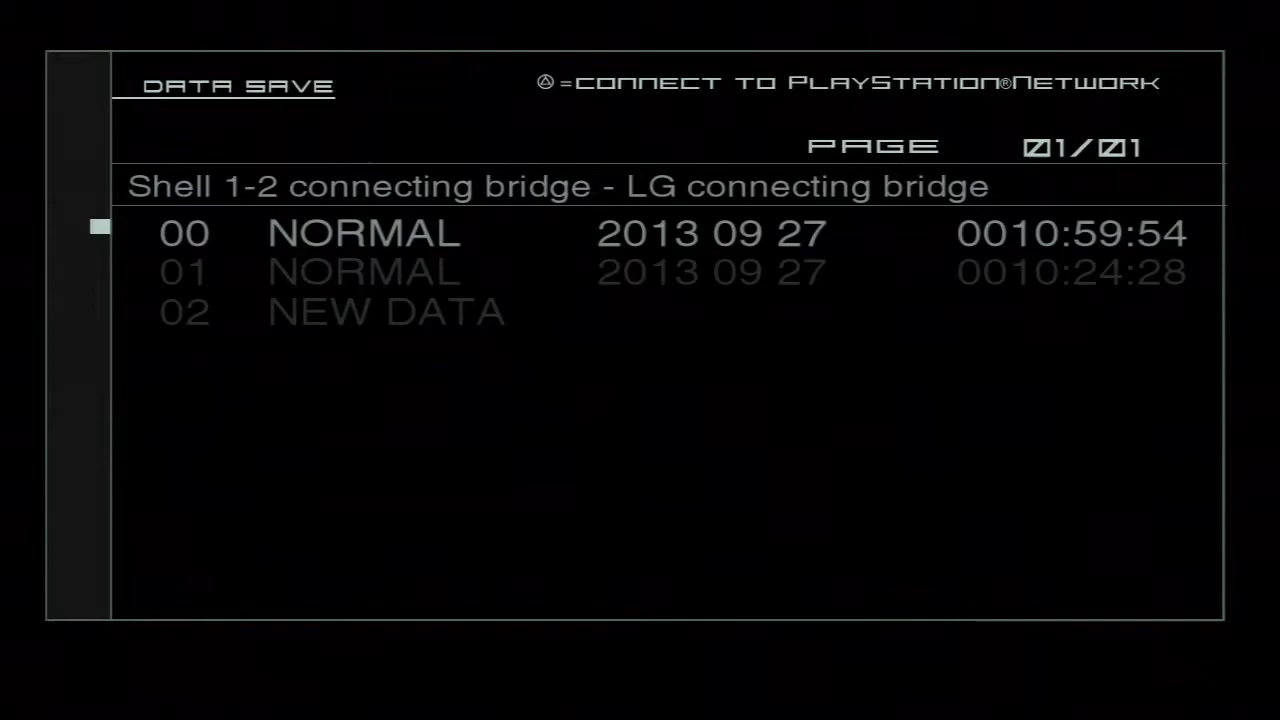 DATA SAVE
Ⓐ=CONNECT TO PLAYSTATION®NETWORK
PAGE 01/01
Shell 1-2 connecting bridge - LG connecting bridge
00 NORMAL 2013 09 27 0010:59:54
01 NORMAL 2013 09 27 0010:24:28
02 NEW DATA